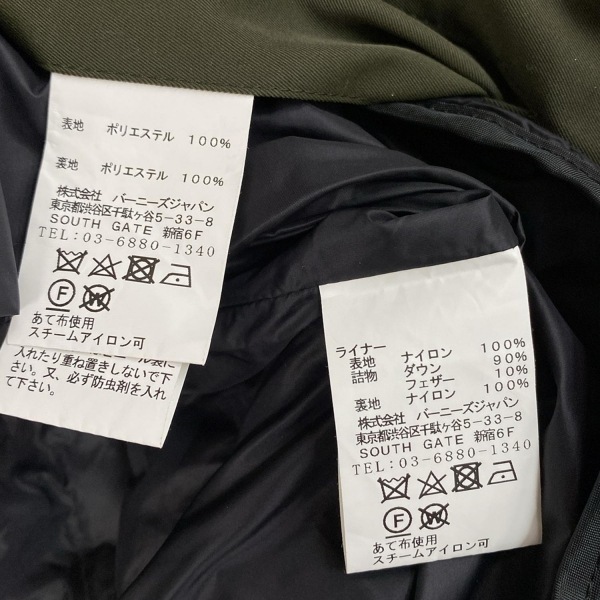 表地 ポリエステル 100%
裏地 ポリエステル 100%
株式会社 バーニーズジャパン
東京都渋谷区千駄ヶ谷5-33-8
SOUTH GATE 新宿6F
TEL:03-6880-1340
F W
あて布使用
スチームアイロン可
入れたり重ね置きしないで下
さい。又、必ず防虫剤を入れ
て下さい。
ライナー
表地 ナイロン 100%
詰物 ダウン 90%
フェザー 10%
裏地 ナイロン 100%
株式会社 バーニーズジャパン
東京都渋谷区千駄ヶ谷5-33-8
SOUTH GATE 新宿6F
TEL:03-6880-1340
F W
あて布使用
スチームアイロン可